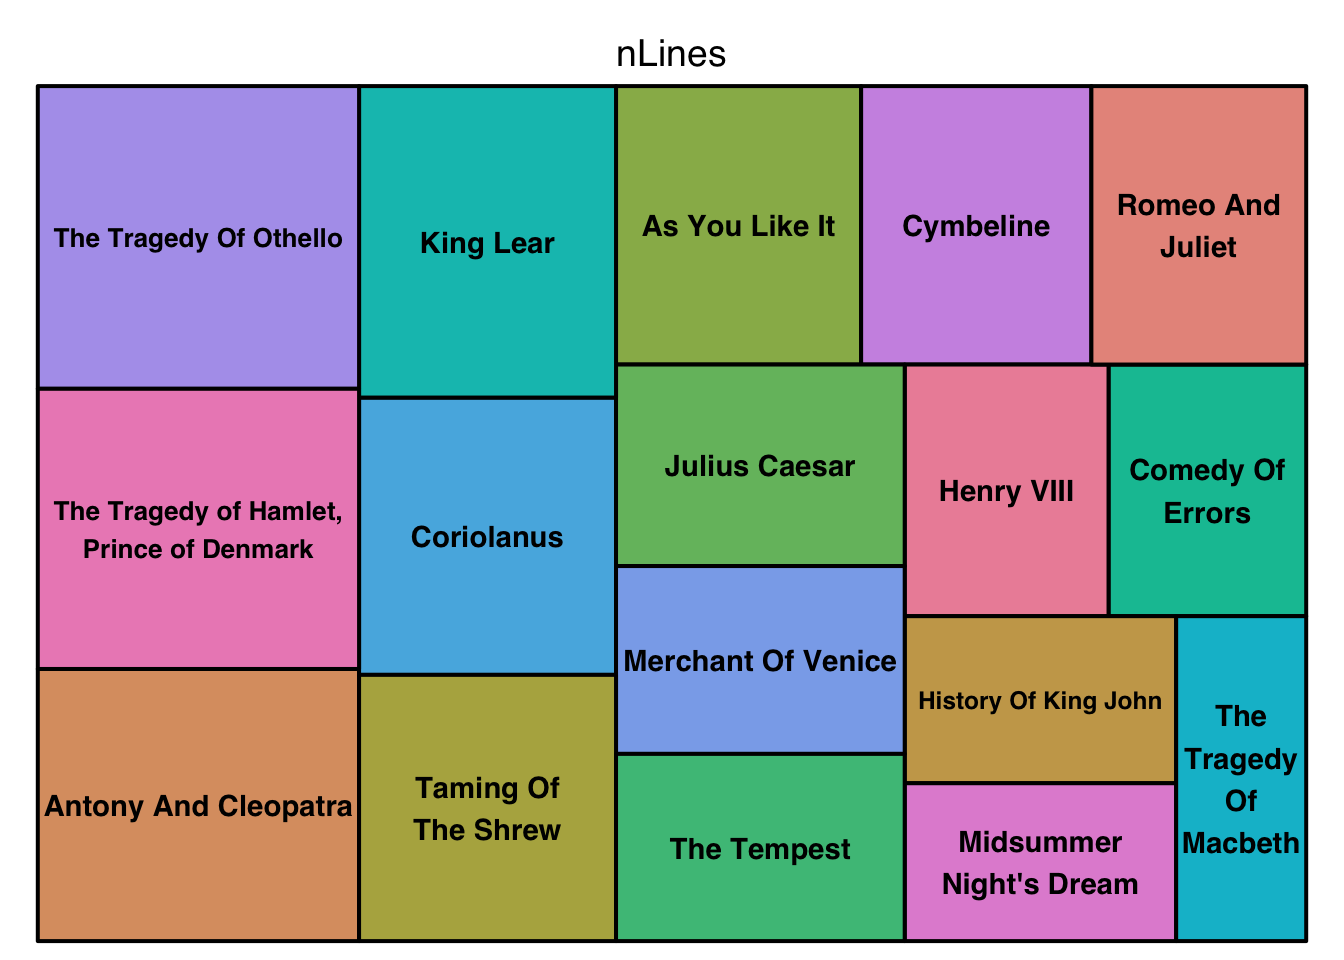 nLines
The Tragedy Of Othello
King Lear
As You Like It
Cymbeline
Romeo And
Juliet
The Tragedy of Hamlet,
Prince of Denmark
Coriolanus
Julius Caesar
Henry VIII
Comedy Of
Errors
Merchant Of Venice
History Of King John
The
Tragedy
Of
Macbeth
Antony And Cleopatra
Taming Of
The Shrew
The Tempest
Midsummer
Night's Dream